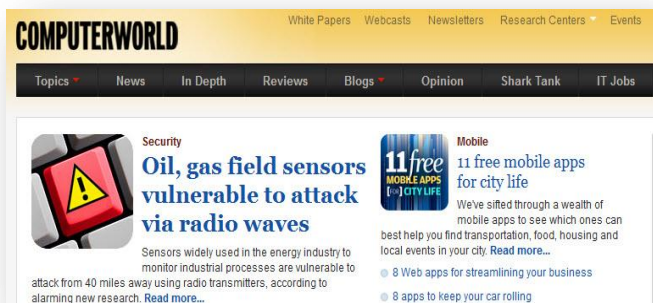 White Papers Webcasts Newsletters Research Centers Events
COMPUTERWORLD
Topics News In Depth Reviews Blogs Opinion Shark Tank IT Jobs
Security
Oil, gas field sensors
vulnerable to attack
via radio waves
Sensors widely used in the energy industry to
monitor industrial processes are vulnerable to
attack from 40 miles away using radio transmitters, according to
alarming new research. Read more...
11 free
MOBILE APPS
[FOR] CITY LIFE
Mobile
11 free mobile apps
for city life
We've sifted through a wealth of
mobile apps to see which ones can
best help you find transportation, food, housing and
local events in your city. Read more...
8 Web apps for streamlining your business
8 apps to keep your car rolling